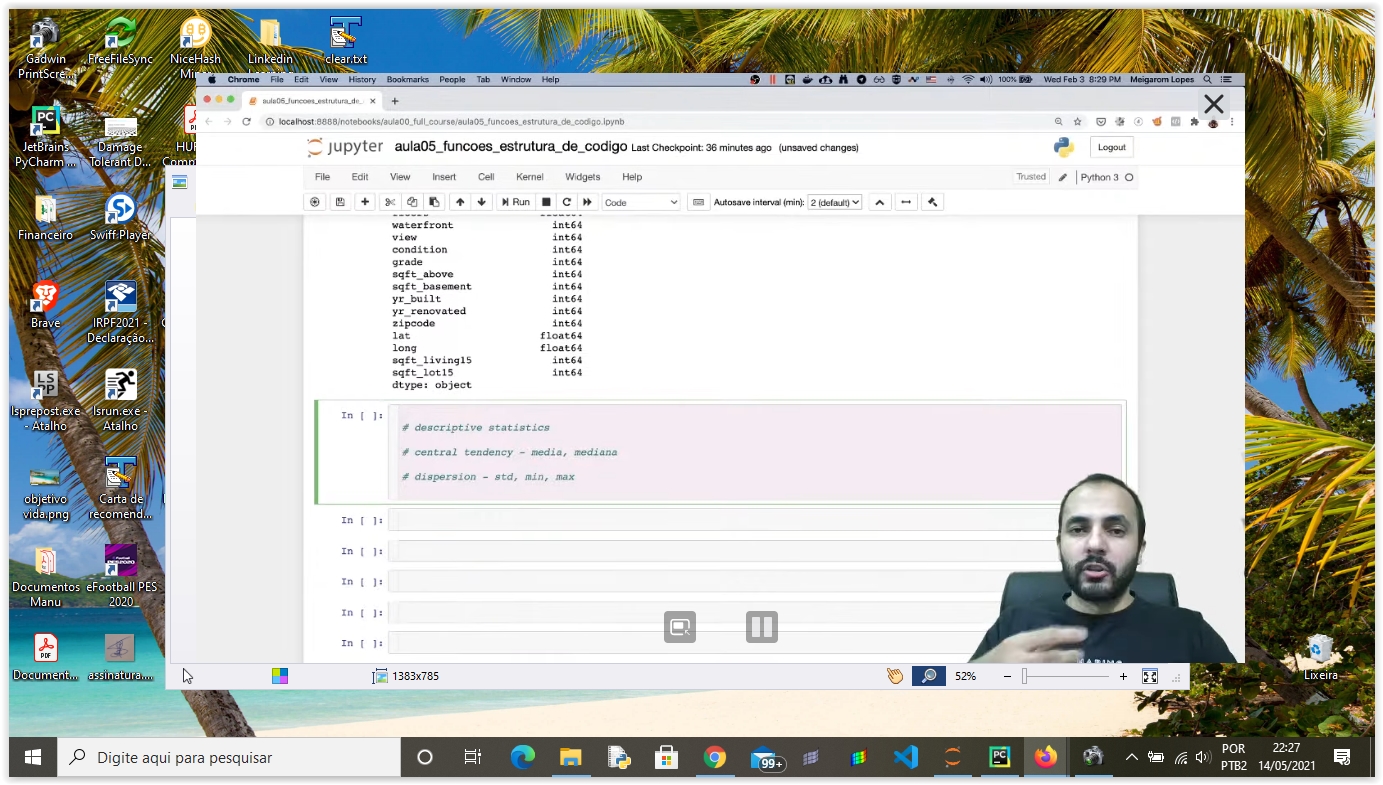 Gadwin
PrintScre...
FreeFileSync
NiceHash
Linkedin
clear.txt
JetBrains
PyCharm ...
Damage
Tolerant D...
Financeiro
Swiff Player
Brave
IRPF2021 -
Declaração...
lsprepost.exe
- Atalho
lsrun.exe -
Atalho
objetivo
vida.png
Carta de
recomend...
Documentos
Manu
eFootball PES
2020_
Document...
assinatura....
Lixeira
Chrome File Edit View History Bookmarks People Tab Window Help
100% Wed Feb 3 8:29 PM Meigarom Lopes
aula05_funcoes_estrutura_de_
localhost:8888/notebooks/aula00_full_course/aula05_funcoes_estrutura_de_codigo.ipynb
jupyter aula05_funcoes_estrutura_de_codigo Last Checkpoint: 36 minutes ago (unsaved changes)
Logout
File Edit View Insert Cell Kernel Widgets Help
Trusted Python 3
Run Code Autosave interval (min): 2 (default)
waterfront int64
view int64
condition int64
grade int64
sqft_above int64
sqft_basement int64
yr_built int64
yr_renovated int64
zipcode int64
lat float64
long float64
sqft_living15 int64
sqft_lot15 int64
dtype: object
In [ ]:
# descriptive statistics
# central tendency - media, mediana
# dispersion - std, min, max
In [ ]:
In [ ]:
In [ ]:
In [ ]:
In [ ]:
1383x785
52%
Digite aqui para pesquisar
99+
POR
PTB2
22:27
14/05/2021